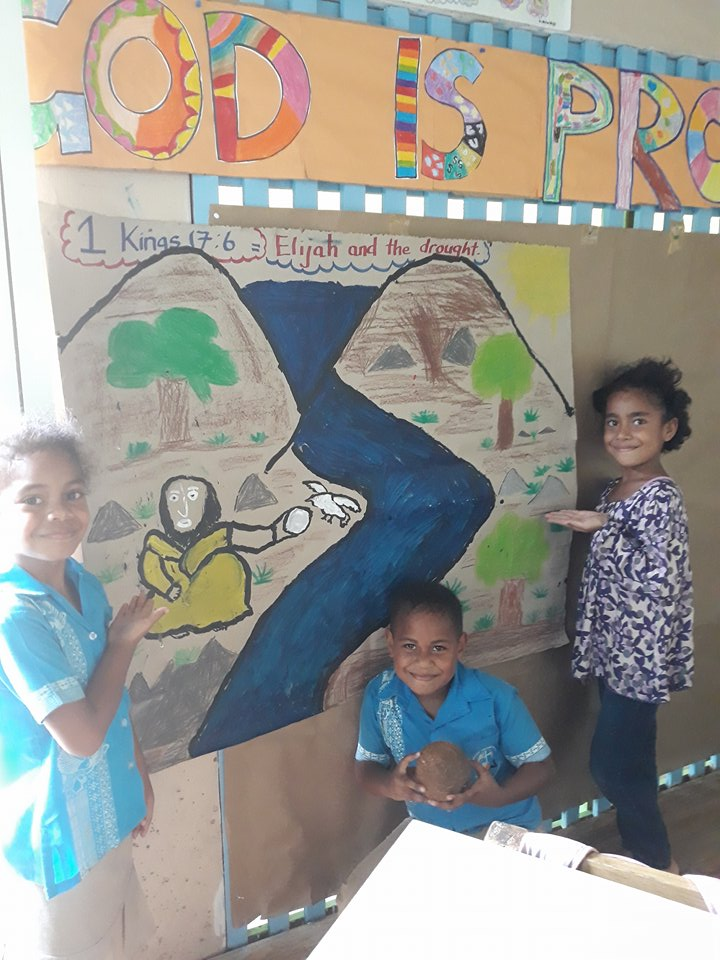 GOD IS PRO
1 Kings 17:6 = Elijah and the drought.